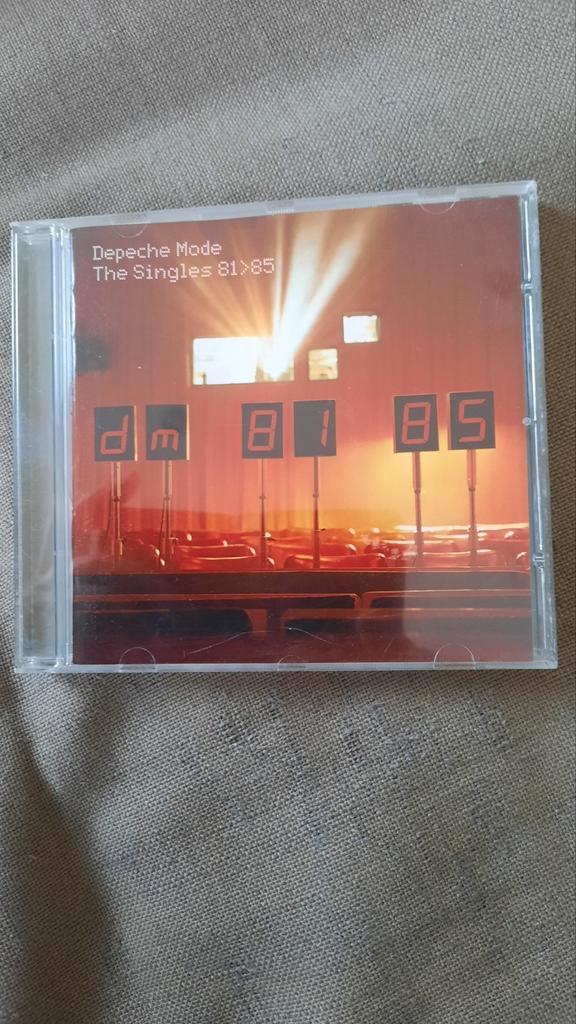 Depeche Mode
The Singles 81>85
dm 81 85